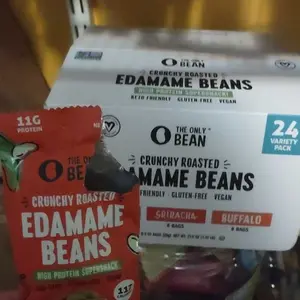 THE ONLY
BEAN
CRUNCHY ROASTED
EDAMAME BEANS
HIGH PROTEIN SUPERSNACK!
KETO FRIENDLY GLUTEN-FREE VEGAN
24
VARIETY
PACK
THE ONLY
BEAN
CRUNCHY ROASTED
MAME BEANS
FRIENDLY GLUTEN-FREE VEGAN
SRIRACHA
BUFFALO
11G
PROTEIN
THE ONLY
BEAN
CRUNCHY ROASTED
EDAMAME
BEANS
HIGH PROTEIN SUPERSNACK